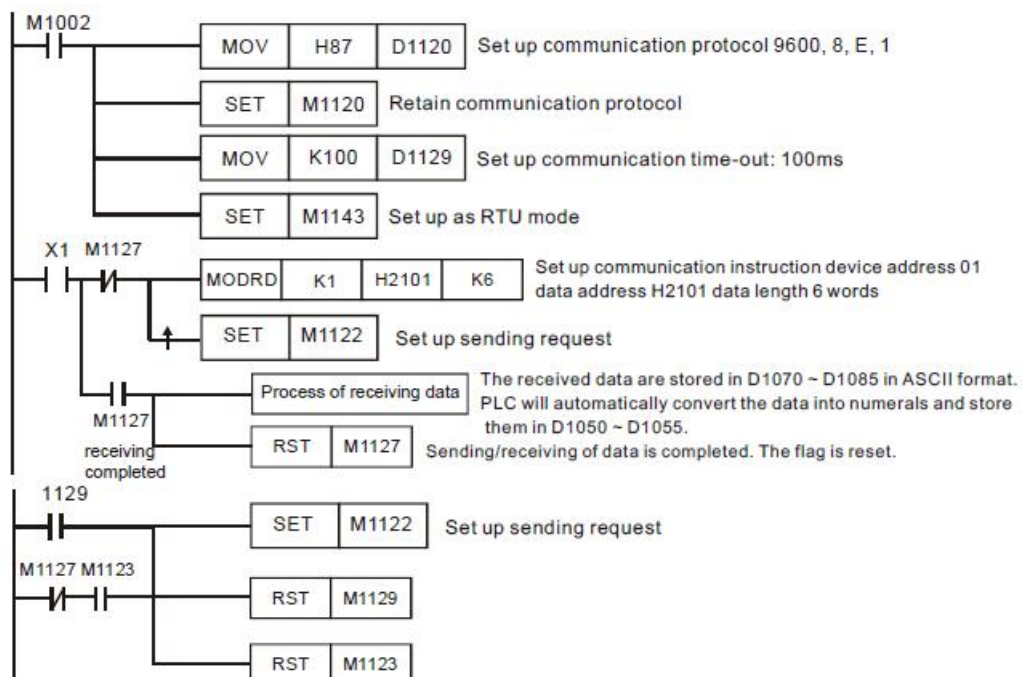 M1002
MOV H87 D1120 Set up communication protocol 9600, 8, E, 1
SET M1120 Retain communication protocol
MOV K100 D1129 Set up communication time-out: 100ms
SET M1143 Set up as RTU mode
X1 M1127
MODRD K1 H2101 K6
Set up communication instruction device address 01
data address H2101 data length 6 words
SET M1122 Set up sending request
M1127
receiving
completed
Process of receiving data
The received data are stored in D1070 ~ D1085 in ASCII format.
PLC will automatically convert the data into numerals and store
them in D1050 ~ D1055.
RST M1127 Sending/receiving of data is completed. The flag is reset.
1129
SET M1122 Set up sending request
M1127 M1123
RST M1129
RST M1123